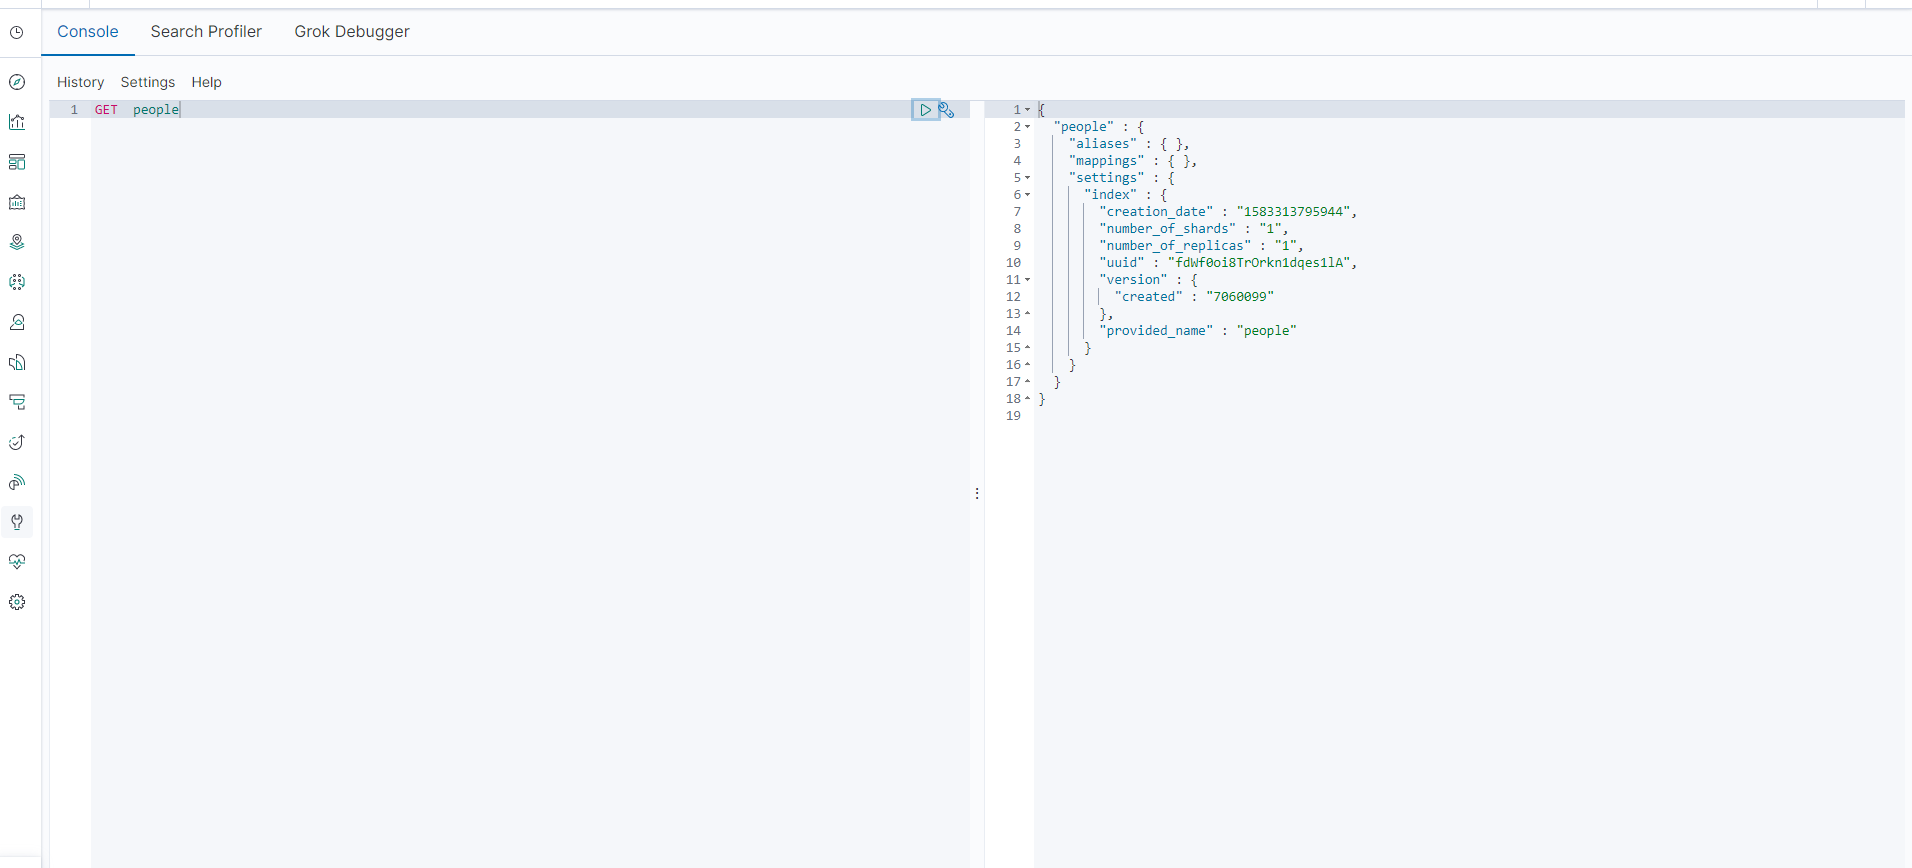 Console Search Profiler Grok Debugger
History Settings Help
1 GET  people
1 {
2 "people" : {
3 "aliases" : { },
4 "mappings" : { },
5 "settings" : {
6 "index" : {
7 "creation_date" : "1583313795944",
8 "number_of_shards" : "1",
9 "number_of_replicas" : "1",
10 "uuid" : "fdWf0oi8TrOrkn1dqes1lA",
11 "version" : {
12 "created" : "7060099"
13 },
14 "provided_name" : "people"
15 }
16 }
17 }
18 }
19